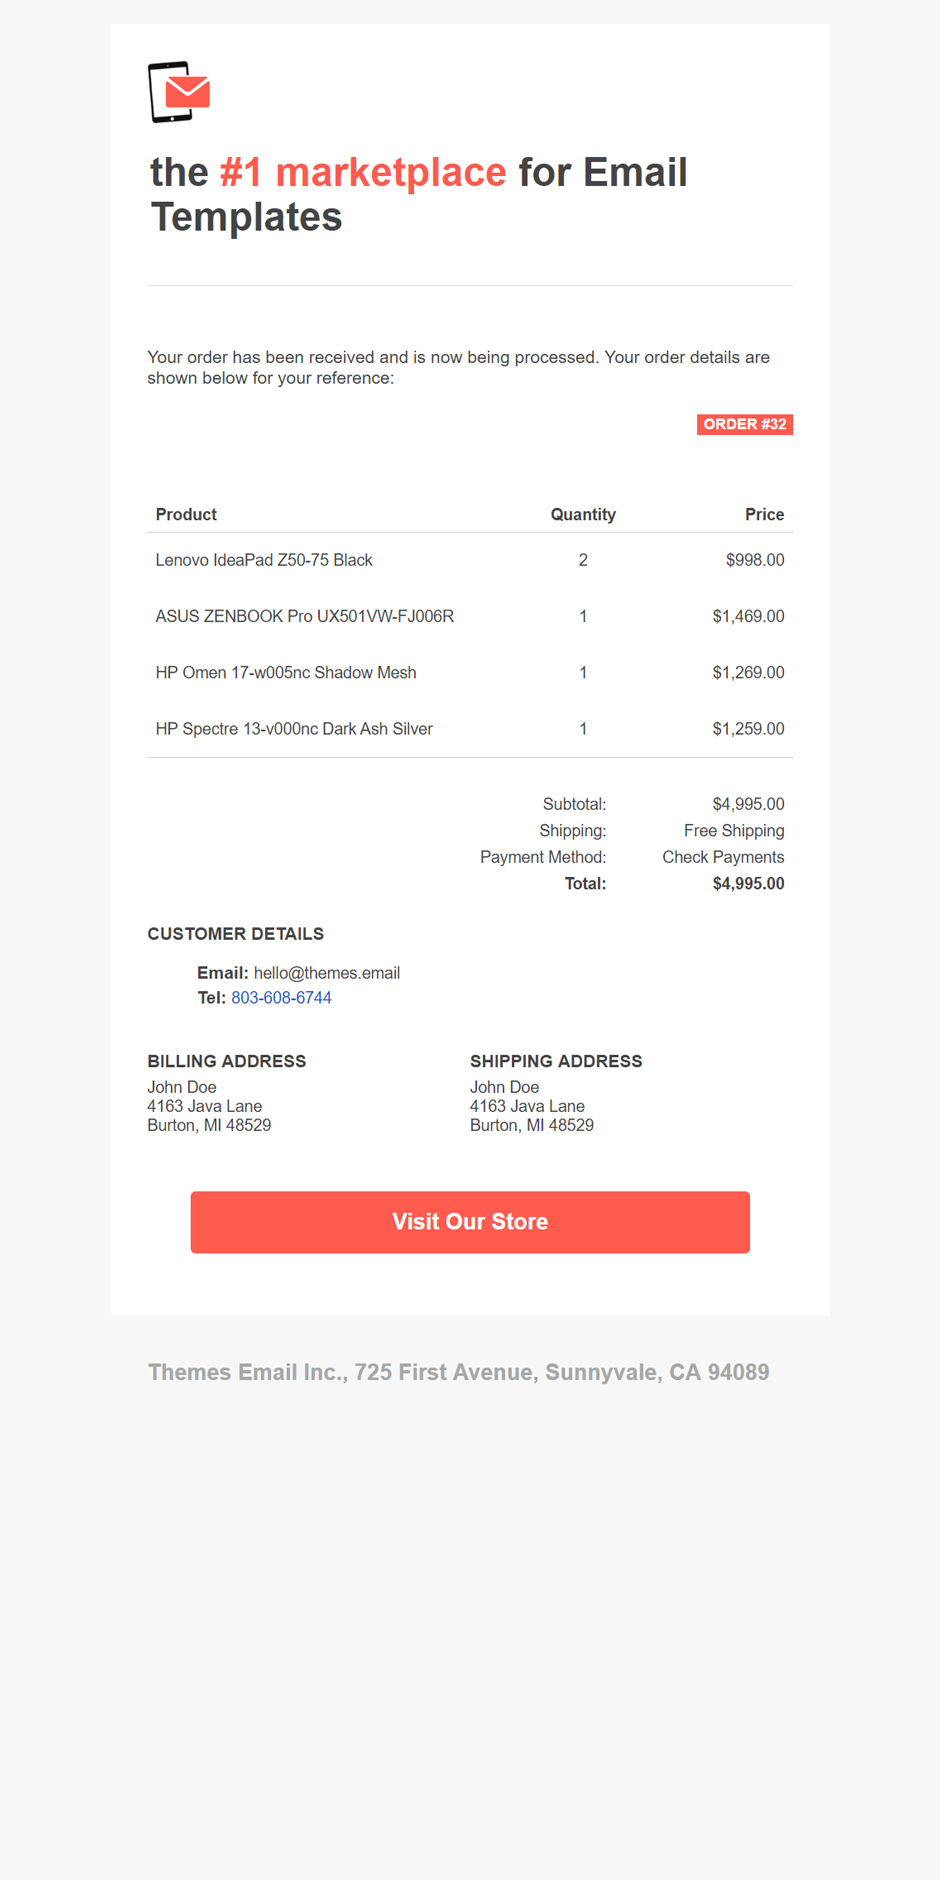 the #1 marketplace for Email
Templates
Your order has been received and is now being processed. Your order details are
shown below for your reference:
ORDER #32
Product Quantity Price
Lenovo IdeaPad Z50-75 Black 2 $998.00
ASUS ZENBOOK Pro UX501VW-FJ006R 1 $1,469.00
HP Omen 17-w005nc Shadow Mesh 1 $1,269.00
HP Spectre 13-v000nc Dark Ash Silver 1 $1,259.00
Subtotal: $4,995.00
Shipping: Free Shipping
Payment Method: Check Payments
Total: $4,995.00
CUSTOMER DETAILS
Email: hello@themes.email
Tel: 803-608-6744
BILLING ADDRESS
John Doe
4163 Java Lane
Burton, MI 48529
SHIPPING ADDRESS
John Doe
4163 Java Lane
Burton, MI 48529
Visit Our Store
Themes Email Inc., 725 First Avenue, Sunnyvale, CA 94089